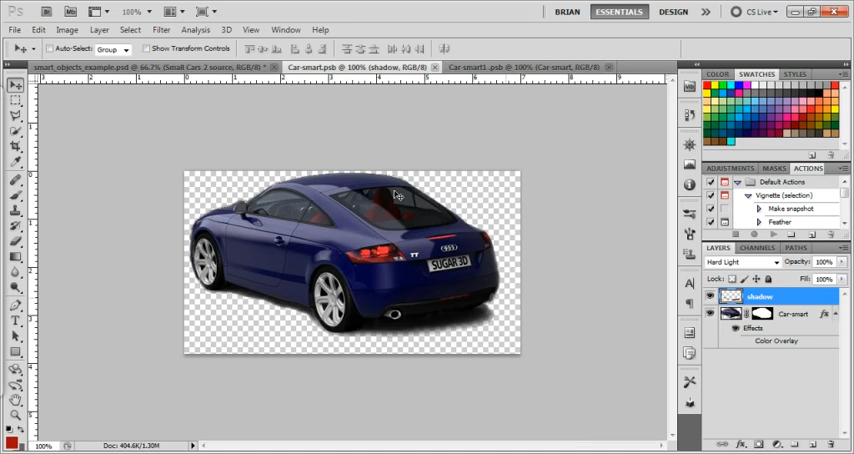 Ps Br Mb 100% BRIAN ESSENTIALS DESIGN CS Live
File Edit Image Layer Select Filter Analysis 3D View Window Help
Auto-Select: Group Show Transform Controls
smart_objects_example.psd @ 66.7% (Small Cars 2 source, RGB/8) * Car-smart.psb @ 100% (shadow, RGB/8) Car-smart1.psb @ 100% (Car-smart, RGB/8)
COLOR SWATCHES STYLES
ADJUSTMENTS MASKS ACTIONS
Default Actions
Vignette (selection)
Make snapshot
Feather
LAYERS CHANNELS PATHS
Hard Light Opacity: 100%
Lock: Fill: 100%
shadow
Car-smart fx
Effects
Color Overlay
TT
SUGAR 3D
100% Doc: 404.6K/1.30M